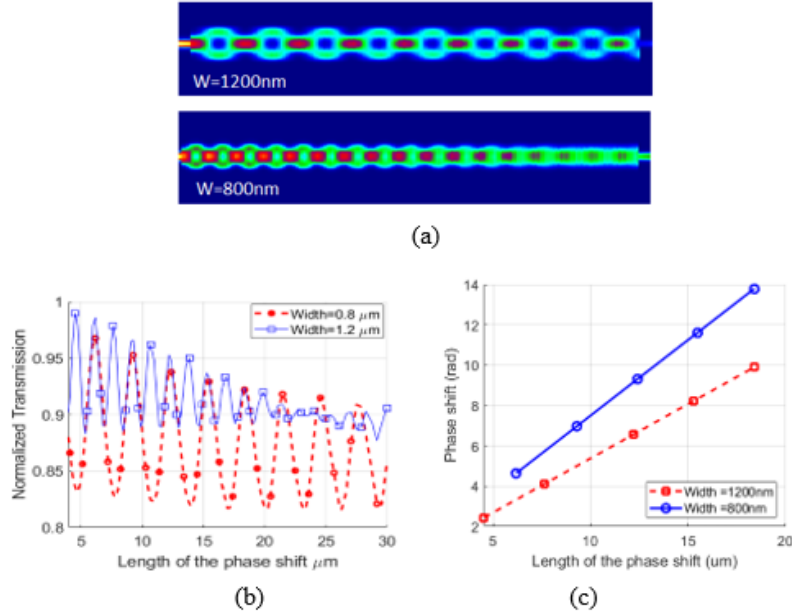 W=1200nm
W=800nm
(a)
Normalized Transmission
1
0.95
0.9
0.85
0.8
5
10
15
20
25
30
Length of the phase shift μm
Width=0.8 μm
Width=1.2 μm
(b)
Phase shift (rad)
14
12
10
8
6
4
2
5
10
15
20
Length of the phase shift (um)
Width =1200nm
Width =800nm
(c)